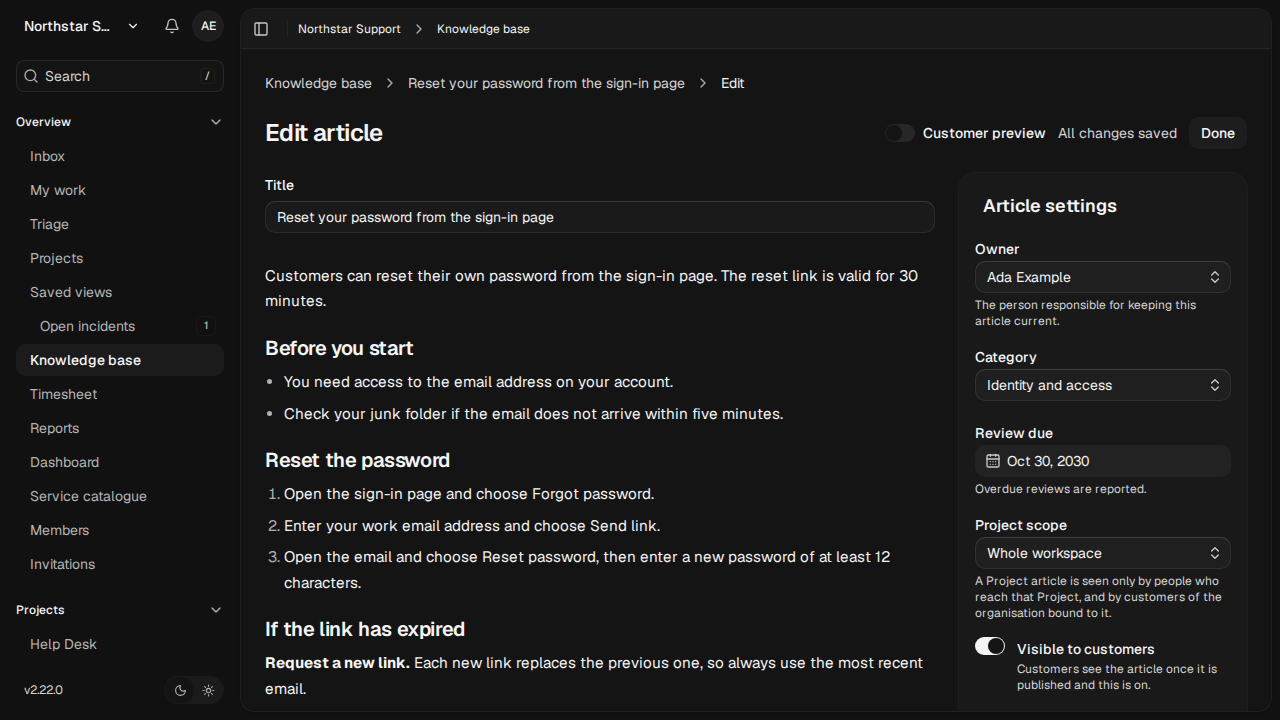 Northstar S...
AE
Search
/
Overview
Inbox
My work
Triage
Projects
Saved views
Open incidents
1
Knowledge base
Timesheet
Reports
Dashboard
Service catalogue
Members
Invitations
Projects
Help Desk
v2.22.0
Northstar Support
Knowledge base
Knowledge base
Reset your password from the sign-in page
Edit
Edit article
Customer preview
All changes saved
Done
Title
Reset your password from the sign-in page
Customers can reset their own password from the sign-in page. The reset link is valid for 30
minutes.
Before you start
• You need access to the email address on your account.
• Check your junk folder if the email does not arrive within five minutes.
Reset the password
1. Open the sign-in page and choose Forgot password.
2. Enter your work email address and choose Send link.
3. Open the email and choose Reset password, then enter a new password of at least 12
characters.
If the link has expired
Request a new link. Each new link replaces the previous one, so always use the most recent
email.
Article settings
Owner
Ada Example
The person responsible for keeping this
article current.
Category
Identity and access
Review due
Oct 30, 2030
Overdue reviews are reported.
Project scope
Whole workspace
A Project article is seen only by people who
reach that Project, and by customers of the
organisation bound to it.
Visible to customers
Customers see the article once it is
published and this is on.